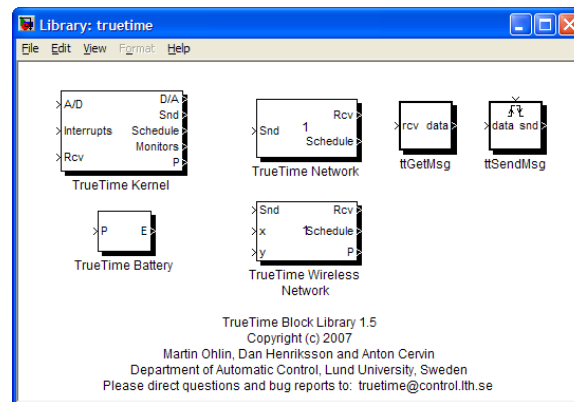 Library: truetime
File Edit View Format Help
A/D
Interrupts
Rcv
D/A
Snd
Schedule
Monitors
P
TrueTime Kernel
Snd
1
Rcv
Schedule
TrueTime Network
rcv data
ttGetMsg
data snd
ttSendMsg
P E
TrueTime Battery
Snd
x
y
1
Rcv
Schedule
P
TrueTime Wireless
Network
TrueTime Block Library 1.5
Copyright (c) 2007
Martin Ohlin, Dan Henriksson and Anton Cervin
Department of Automatic Control, Lund University, Sweden
Please direct questions and bug reports to: truetime@control.lth.se